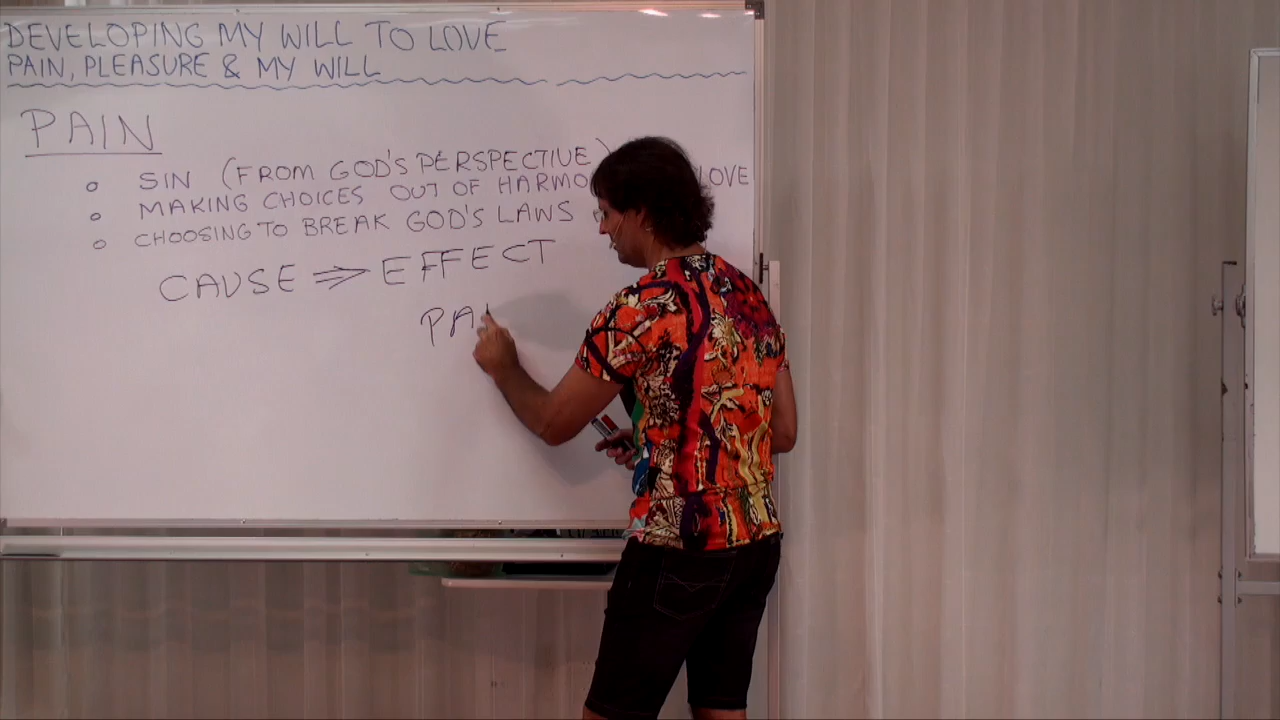 DEVELOPING MY WILL TO LOVE
PAIN, PLEASURE & MY WILL
PAIN
SIN (FROM GOD'S PERSPECTIVE)
MAKING CHOICES OUT OF HARMO LOVE
CHOOSING TO BREAK GOD'S LAWS
CAUSE ⇒ EFFECT
PA